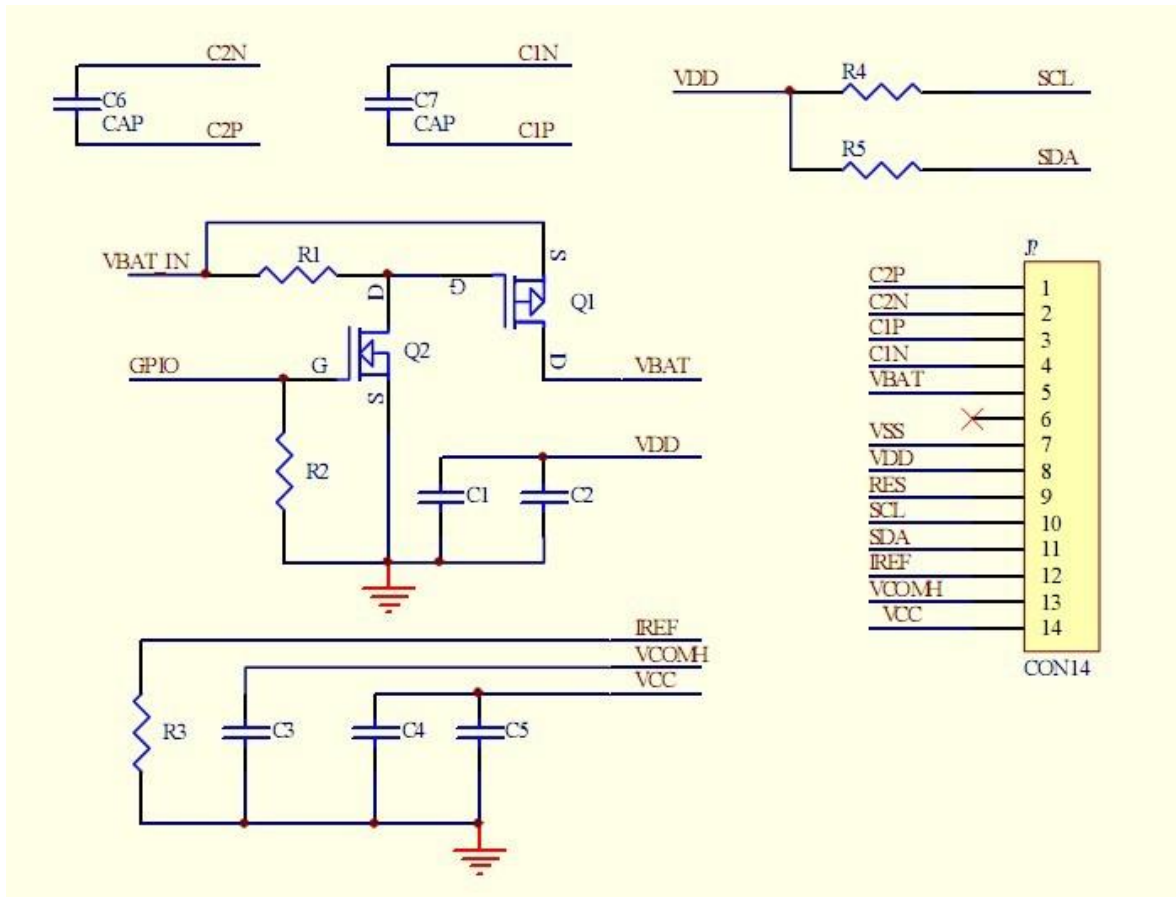 C2N
C6
CAP
C2P
C1N
C7
CAP
C1P
VDD
R4
SCL
R5
SDA
VBAT_IN
R1
D
G
S
Q1
D
VBAT
GPIO
G
Q2
S
R2
VDD
C1
C2
J?
C2P 1
C2N 2
C1P 3
C1N 4
VBAT 5
6
VSS 7
VDD 8
RES 9
SCL 10
SDA 11
IREF 12
VCOMH 13
VCC 14
CON14
IREF
VCOMH
VCC
R3
C3
C4
C5